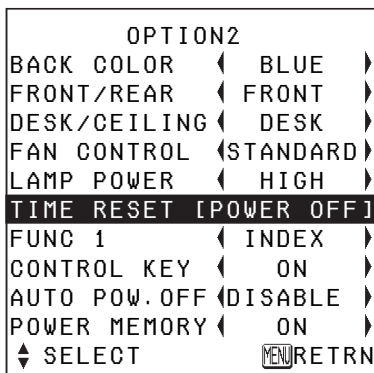 OPTION2
BACK COLOR BLUE
FRONT/REAR FRONT
DESK/CEILING DESK
FAN CONTROL STANDARD
LAMP POWER HIGH
TIME RESET [POWER OFF]
FUNC 1 INDEX
CONTROL KEY ON
AUTO POW.OFF DISABLE
POWER MEMORY ON
SELECT MENU RETRN